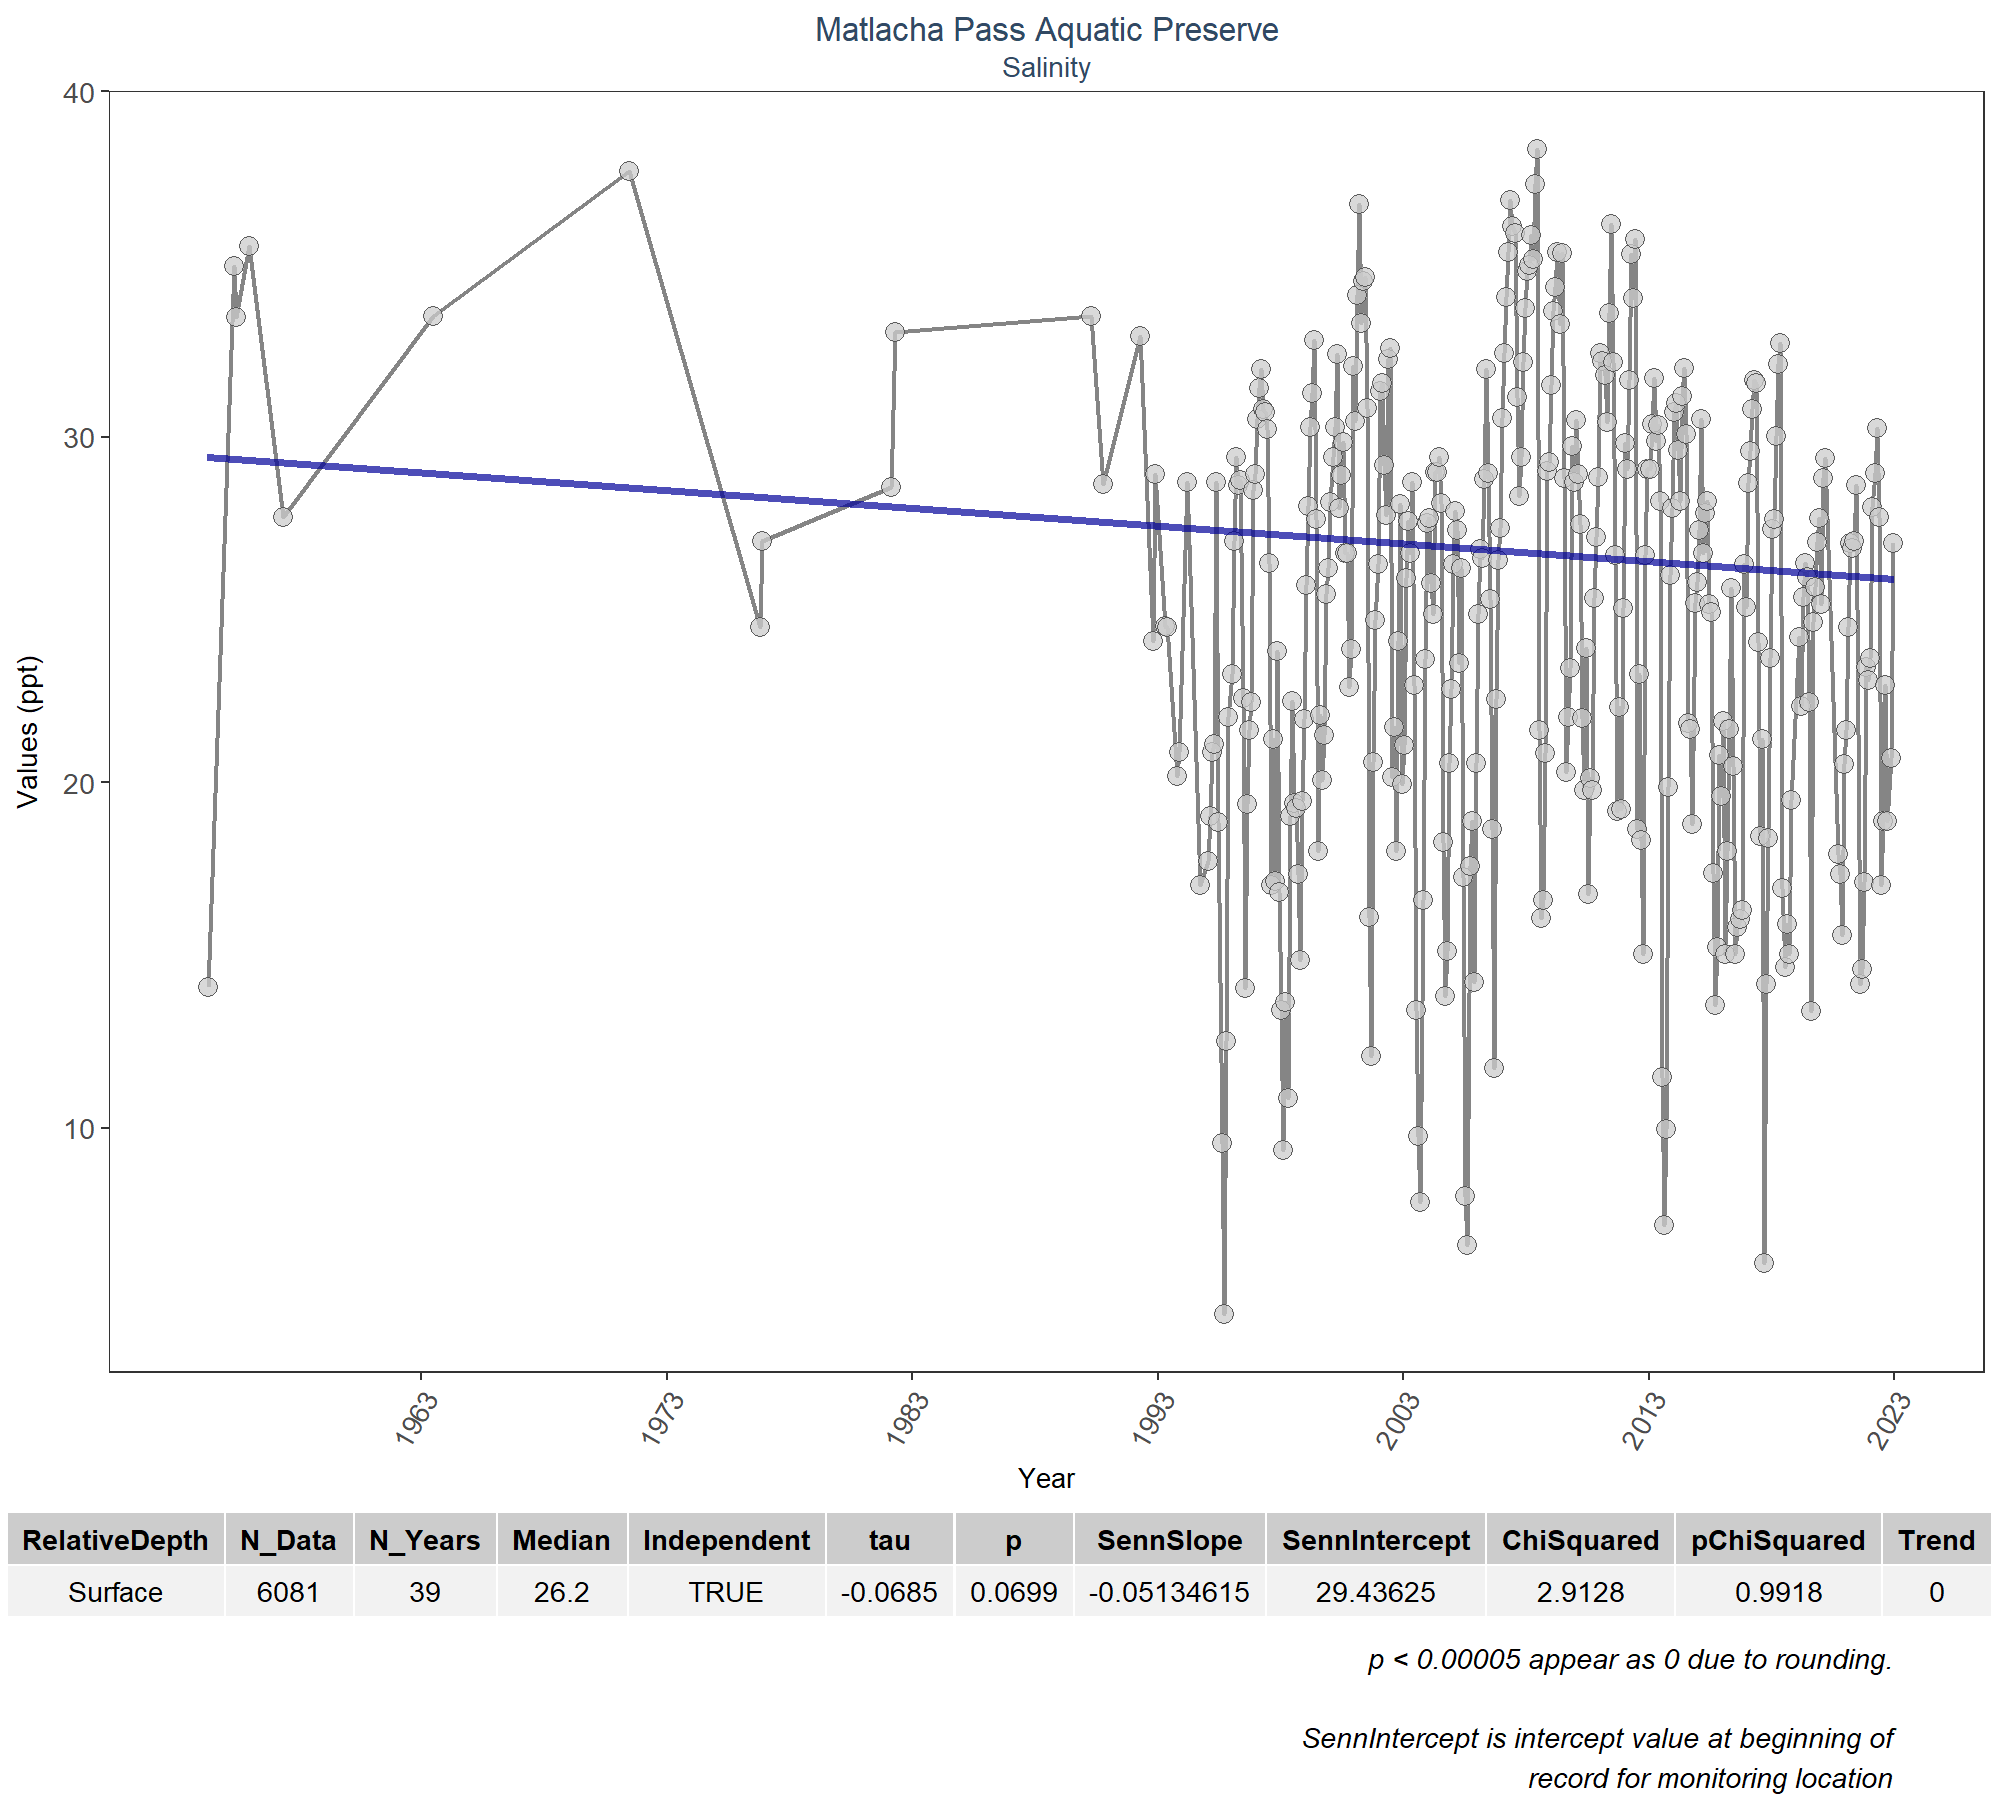 Matlacha Pass Aquatic Preserve
Salinity
40
30
20
10
Values (ppt)
1963
1973
1983
1993
2003
2013
2023
Year
RelativeDepth N_Data N_Years Median Independent tau p SennSlope SennIntercept ChiSquared pChiSquared Trend
Surface 6081 39 26.2 TRUE -0.0685 0.0699 -0.05134615 29.43625 2.9128 0.9918 0
p < 0.00005 appear as 0 due to rounding.
SennIntercept is intercept value at beginning of
record for monitoring location